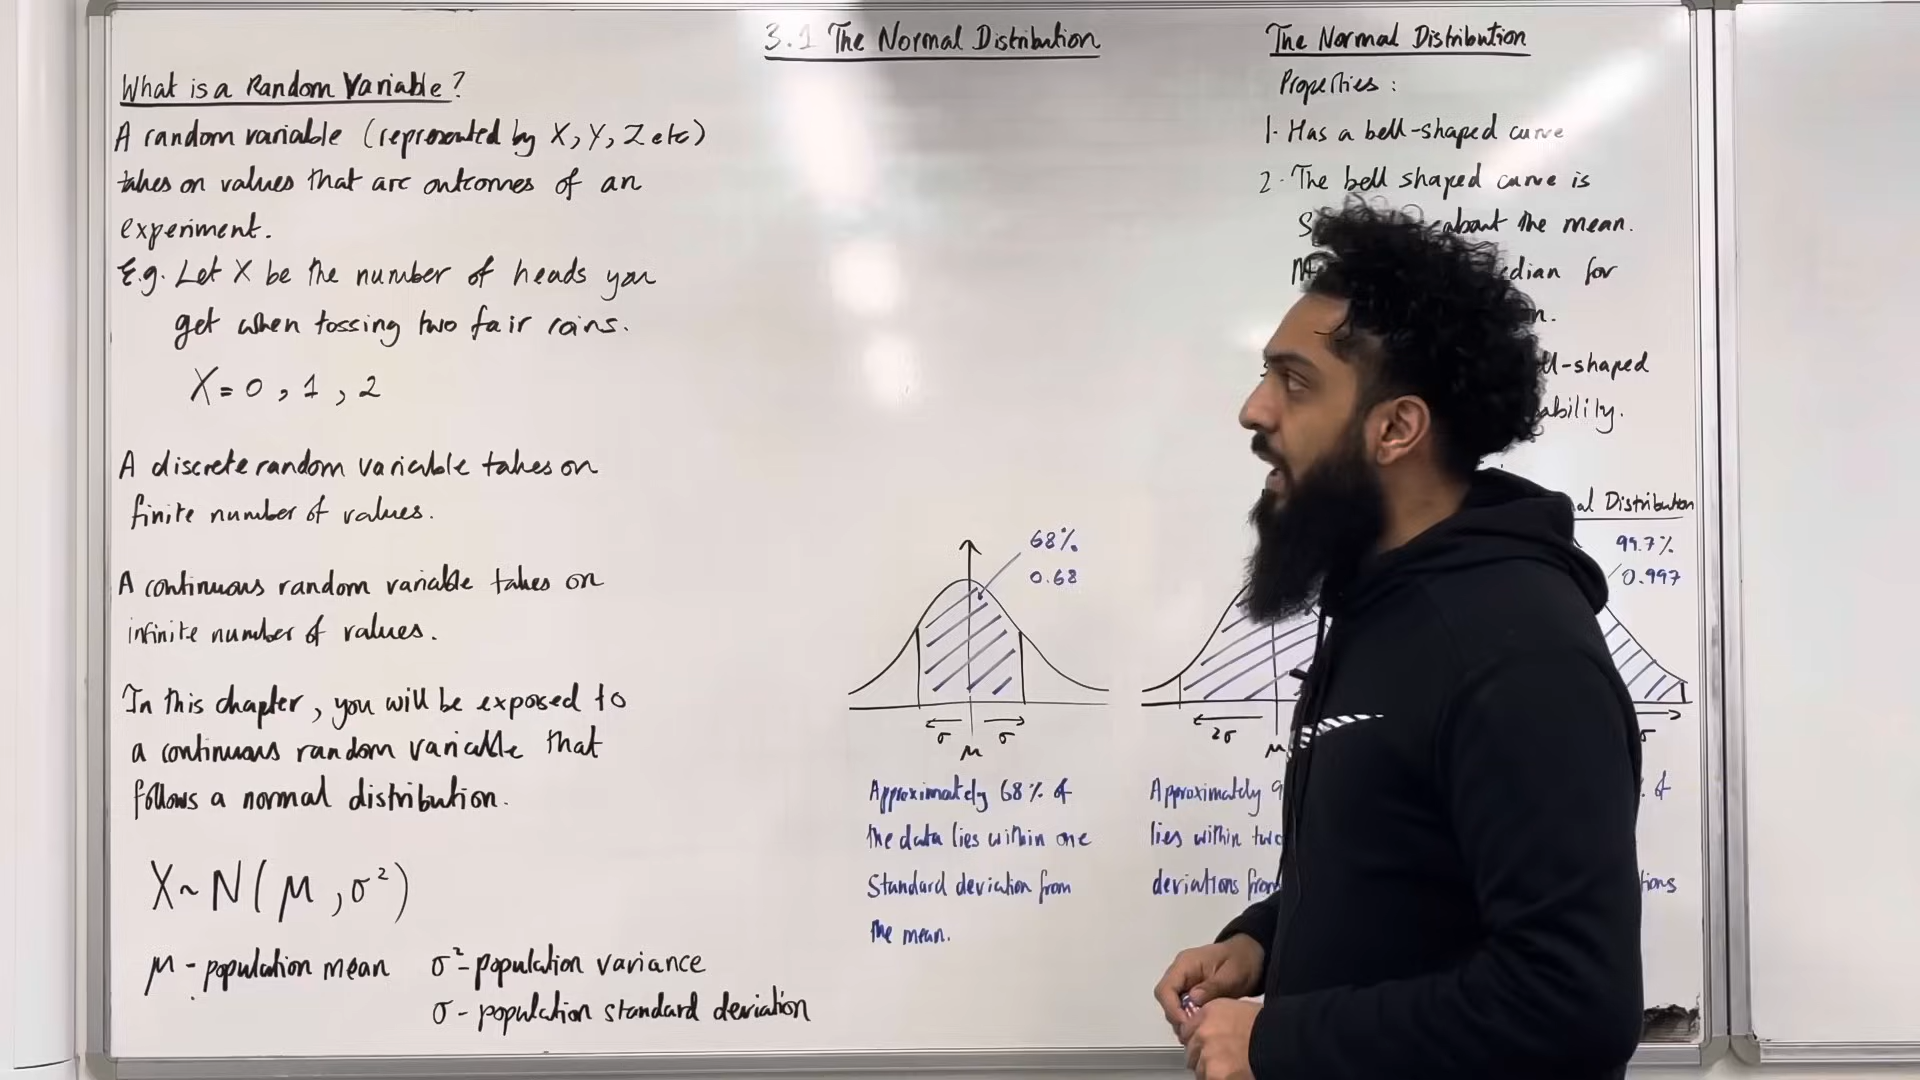 3.1 The Normal Distribution
What is a Random Variable?
A random variable (represented by X, Y, Z etc)
takes on values that are outcomes of an
experiment.
E.g. Let X be the number of heads you
get when tossing two fair coins.
X = 0 , 1 , 2
A discrete random variable takes on
finite number of values.
A continuous random variable takes on
infinite number of values.
In this chapter, you will be exposed to
a continuous random variable that
follows a normal distribution.
X ~ N ( μ , σ² )
μ - population mean
σ² - population variance
σ - population standard deviation
68%
0.68
σ σ
μ
Approximately 68% of
the data lies within one
standard deviation from
the mean.
The Normal Distribution
Properties :
1. Has a bell-shaped curve
2. The bell shaped curve is
about the mean.
for
-shaped
Distribution
2σ
μ
Approximately
lies within two
deviations from
99.7%
0.997
σ
of